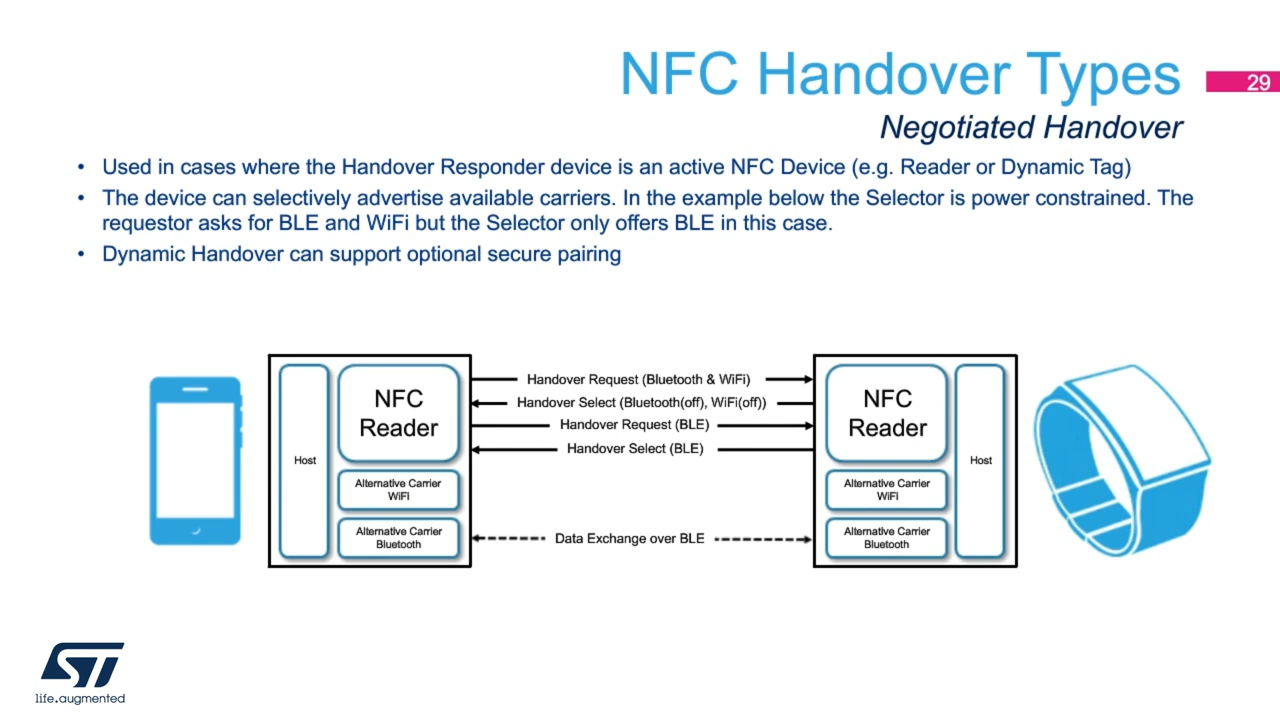 NFC Handover Types
29
Negotiated Handover
• Used in cases where the Handover Responder device is an active NFC Device (e.g. Reader or Dynamic Tag)
• The device can selectively advertise available carriers. In the example below the Selector is power constrained. The
requestor asks for BLE and WiFi but the Selector only offers BLE in this case.
• Dynamic Handover can support optional secure pairing
Host
NFC
Reader
Alternative Carrier
WiFi
Alternative Carrier
Bluetooth
Handover Request (Bluetooth & WiFi)
Handover Select (Bluetooth(off), WiFi(off))
Handover Request (BLE)
Handover Select (BLE)
Data Exchange over BLE
NFC
Reader
Alternative Carrier
WiFi
Alternative Carrier
Bluetooth
Host
ST
life.augmented